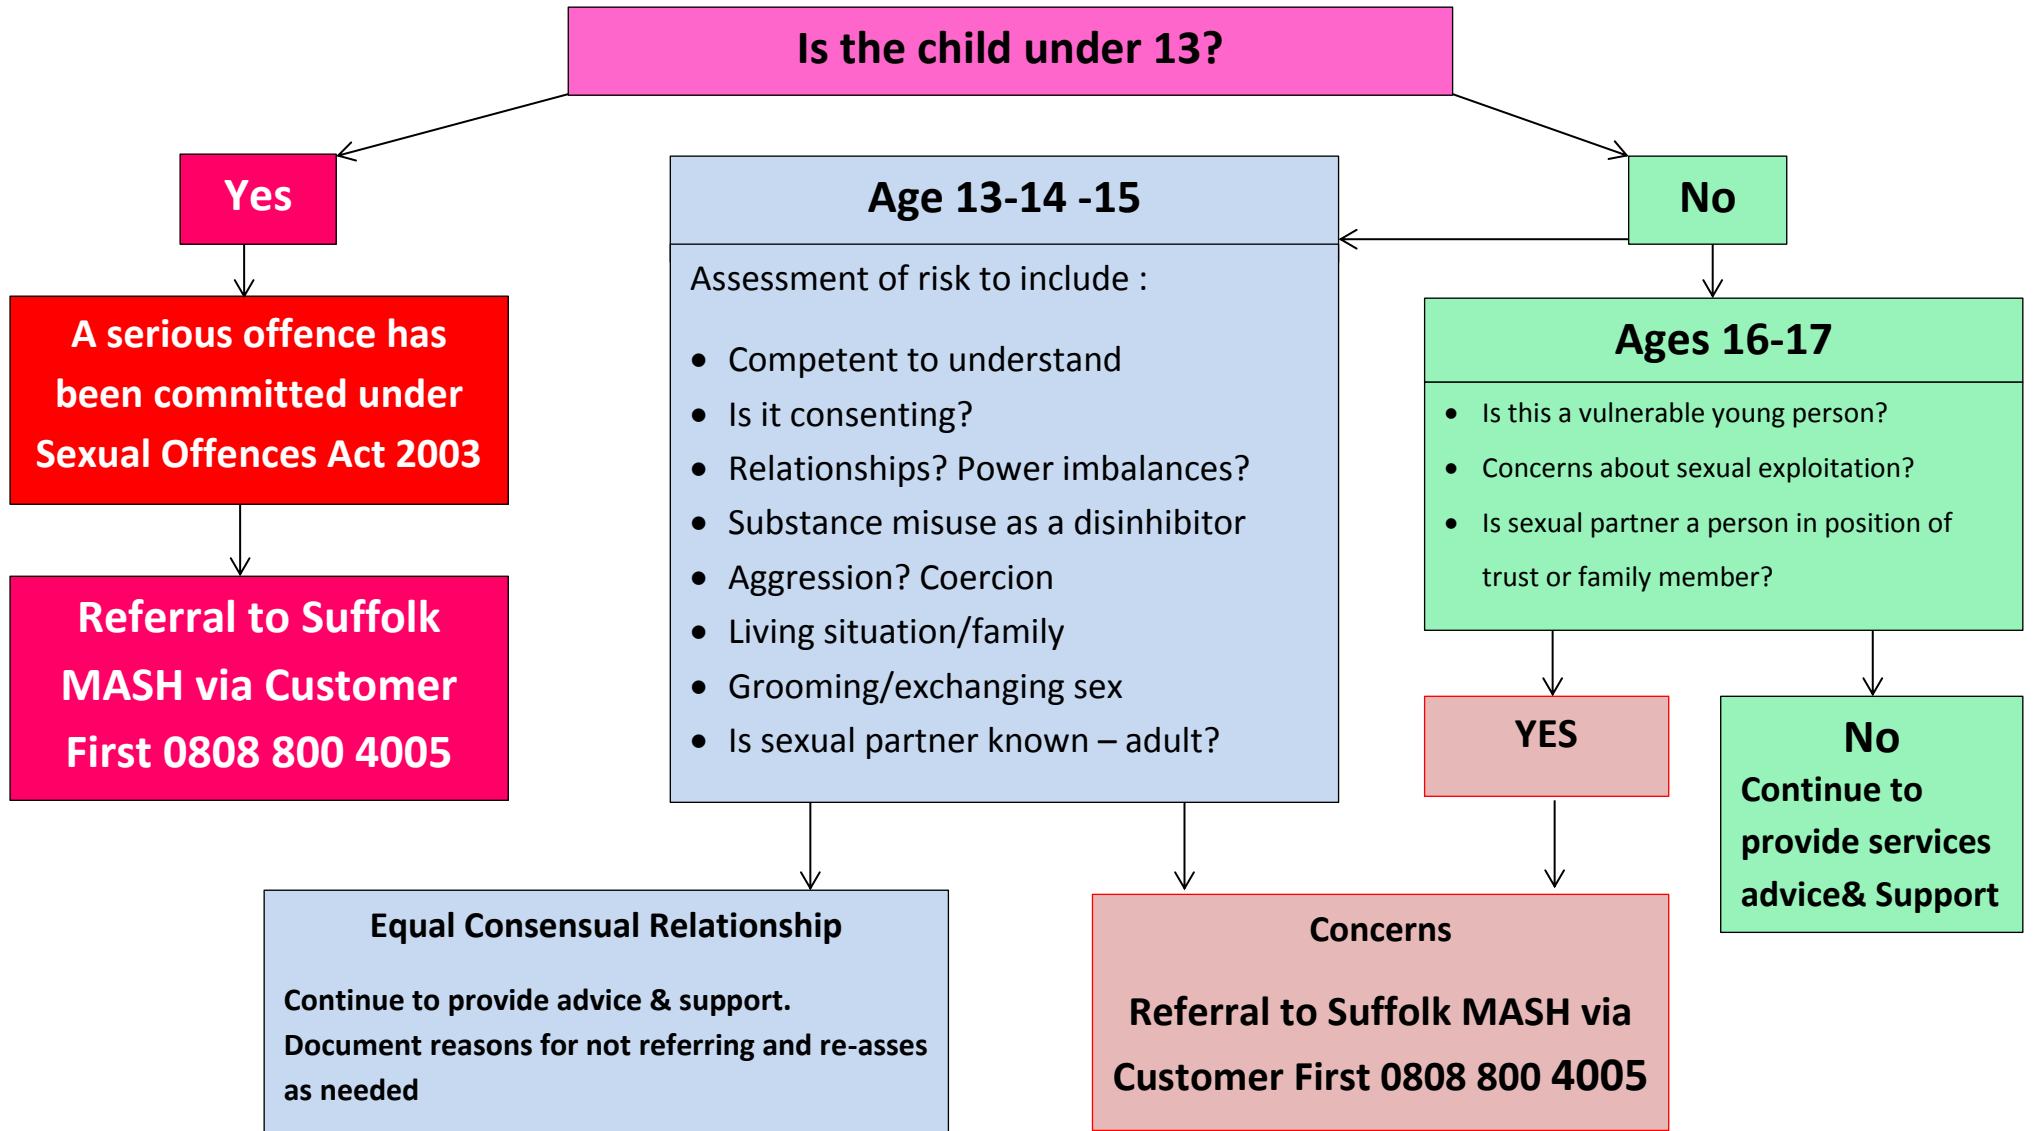 Is the child under 13?
Yes
A serious offence has
been committed under
Sexual Offences Act 2003
Referral to Suffolk
MASH via Customer
First 0808 800 4005
Age 13-14 -15
Assessment of risk to include :
• Competent to understand
• Is it consenting?
• Relationships? Power imbalances?
• Substance misuse as a disinhibitor
• Aggression? Coercion
• Living situation/family
• Grooming/exchanging sex
• Is sexual partner known – adult?
Equal Consensual Relationship
Continue to provide advice & support.
Document reasons for not referring and re-asses
as needed
No
Ages 16-17
• Is this a vulnerable young person?
• Concerns about sexual exploitation?
• Is sexual partner a person in position of
trust or family member?
YES
Concerns
Referral to Suffolk MASH via
Customer First 0808 800 4005
No
Continue to
provide services
advice& Support